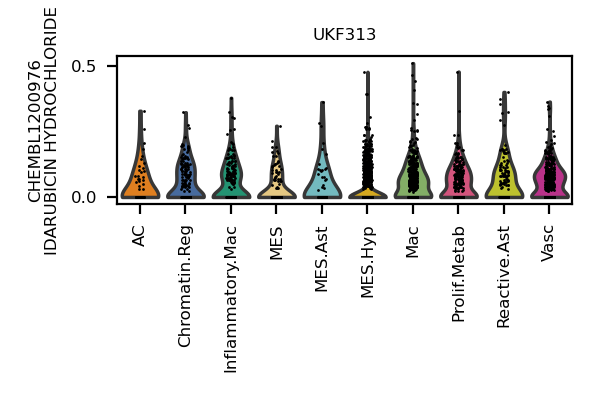 UKF313
CHEMBL1200976
IDARUBICIN HYDROCHLORIDE
0.5
0.0
AC
Chromatin.Reg
Inflammatory.Mac
MES
MES.Ast
MES.Hyp
Mac
Prolif.Metab
Reactive.Ast
Vasc